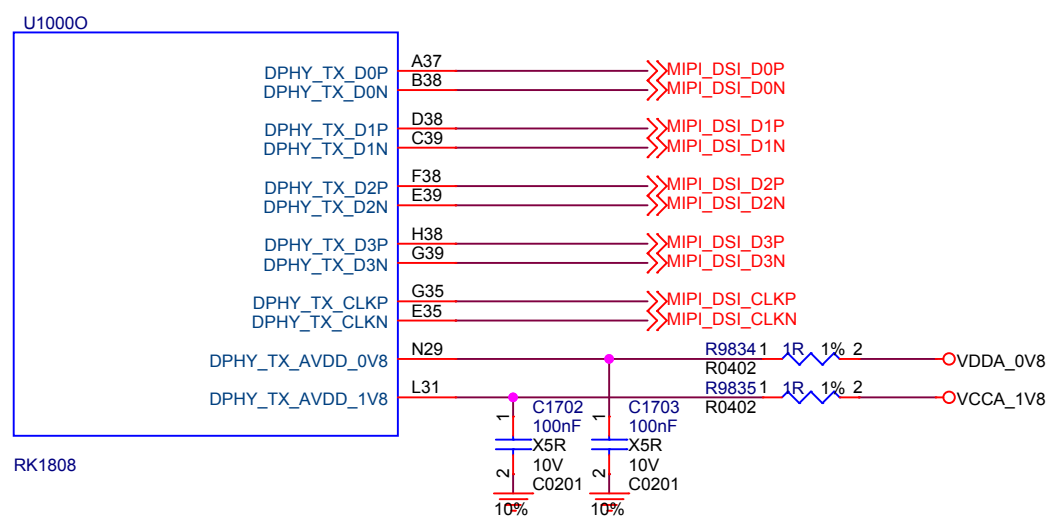 U1000O
DPHY_TX_D0P A37 MIPI_DSI_D0P
DPHY_TX_D0N B38 MIPI_DSI_D0N
DPHY_TX_D1P D38 MIPI_DSI_D1P
DPHY_TX_D1N C39 MIPI_DSI_D1N
DPHY_TX_D2P F38 MIPI_DSI_D2P
DPHY_TX_D2N E39 MIPI_DSI_D2N
DPHY_TX_D3P H38 MIPI_DSI_D3P
DPHY_TX_D3N G39 MIPI_DSI_D3N
DPHY_TX_CLKP G35 MIPI_DSI_CLKP
DPHY_TX_CLKN E35 MIPI_DSI_CLKN
DPHY_TX_AVDD_0V8 N29 R9834 1 1R 1% 2 VDDA_0V8
R0402
DPHY_TX_AVDD_1V8 L31 R9835 1 1R 1% 2 VCCA_1V8
R0402
1 C1702 1 C1703
100nF 100nF
X5R X5R
2 10V 2 10V
C0201 C0201
10% 10%
RK1808